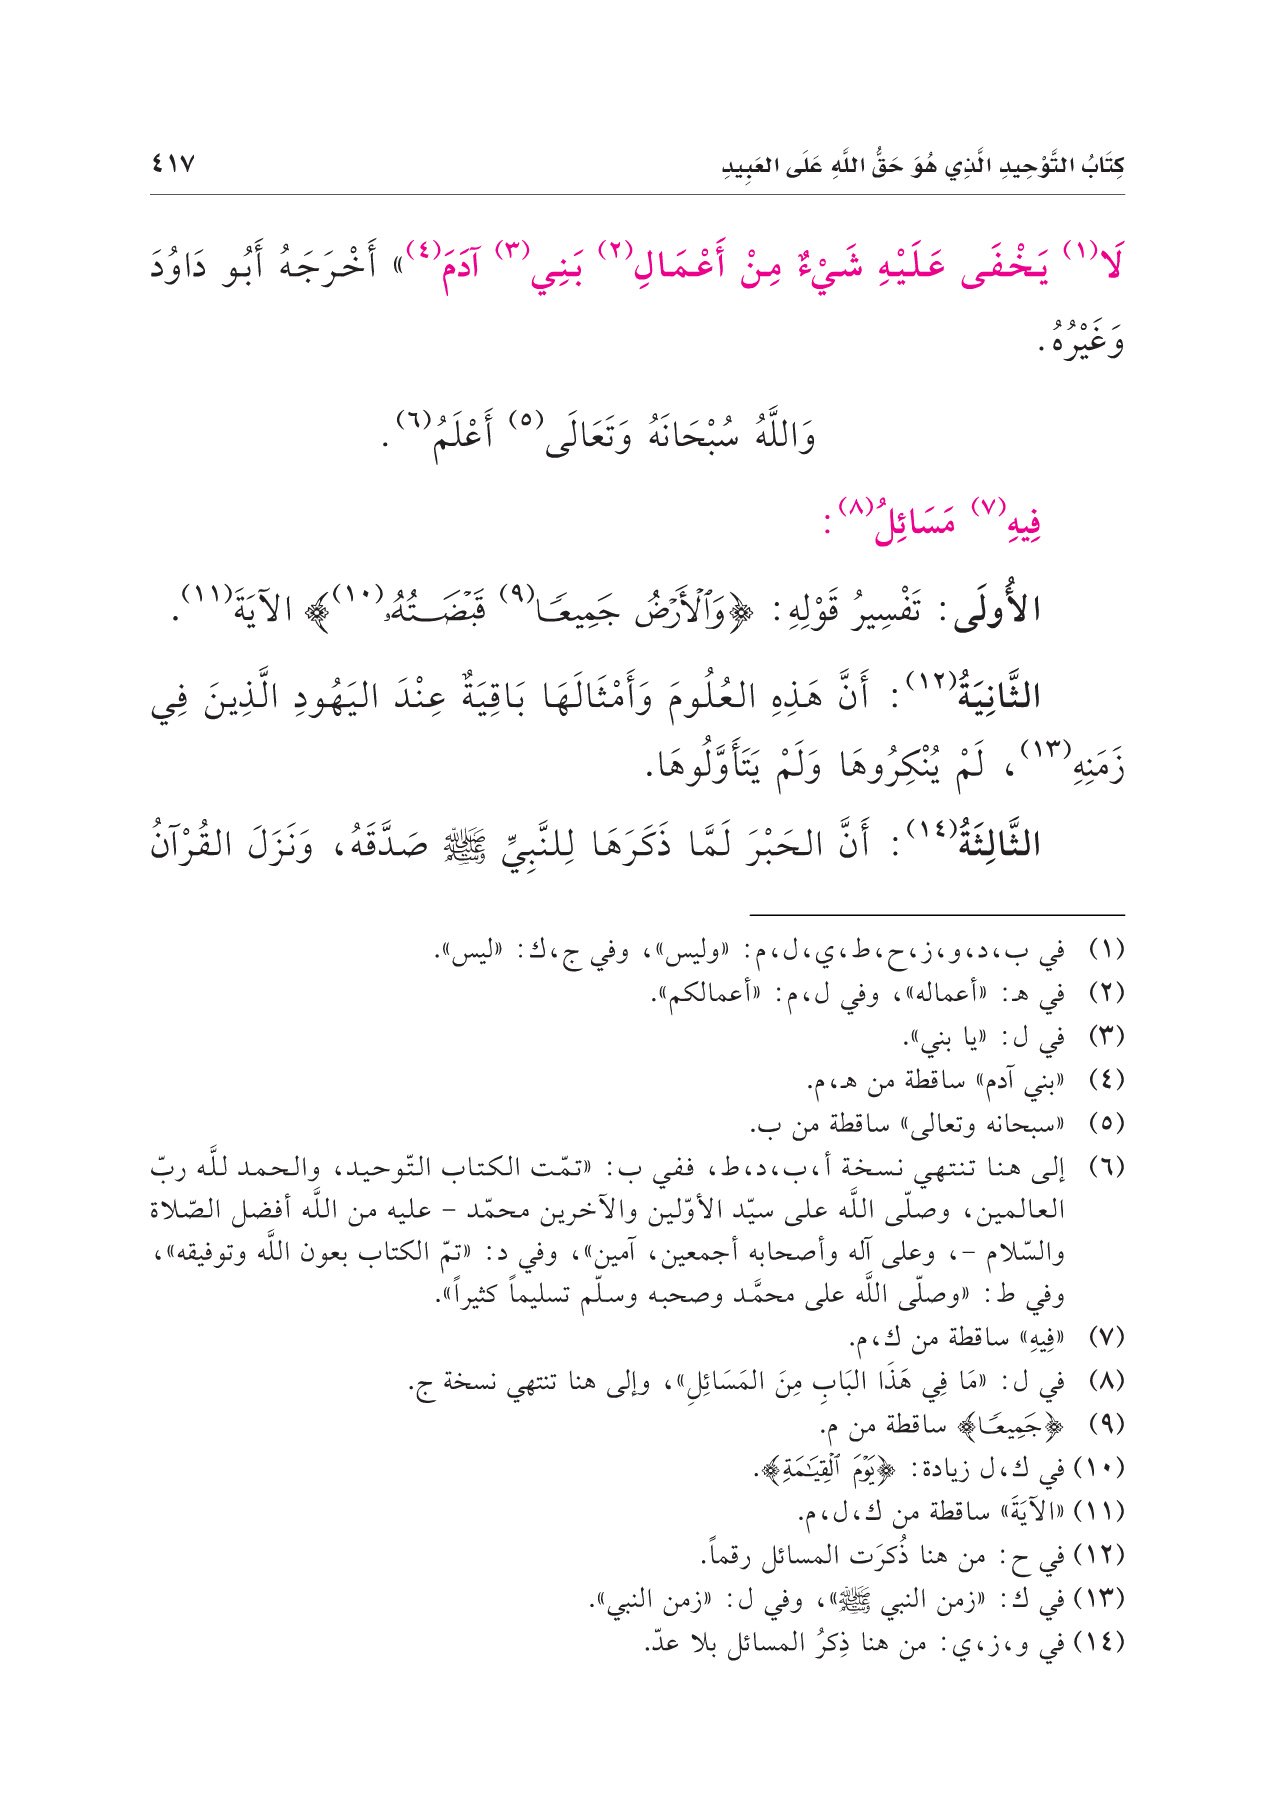 كِتَابُ التَّوْحِيدِ الَّذِي هُوَ حَقُّ اللَّهِ عَلَى العَبِيدِ ٤١٧
لَا(١) يَخْفَى عَلَيْهِ شَيْءٌ مِنْ أَعْمَالِ(٢) بَنِي(٣) آدَمَ(٤)» أَخْرَجَهُ أَبُو دَاوُدَ
وَغَيْرُهُ.
وَاللَّهُ سُبْحَانَهُ وَتَعَالَى(٥) أَعْلَمُ(٦).
فِيهِ(٧) مَسَائِلُ(٨):
الأُولَى: تَفْسِيرُ قَوْلِهِ: ﴿وَٱلۡأَرۡضُ جَمِيعٗا(٩) قَبۡضَتُهُۥ(١٠)﴾ الآيَةَ(١١).
الثَّانِيَةُ(١٢): أَنَّ هَذِهِ العُلُومَ وَأَمْثَالَهَا بَاقِيَةٌ عِنْدَ اليَهُودِ الَّذِينَ فِي
زَمَنِهِ(١٣)، لَمْ يُنْكِرُوهَا وَلَمْ يَتَأَوَّلُوهَا.
الثَّالِثَةُ(١٤): أَنَّ الحَبْرَ لَمَّا ذَكَرَهَا لِلنَّبِيِّ ﷺ صَدَّقَهُ، وَنَزَلَ القُرْآنُ
(١) في ب،د،و،ز،ح،ط،ي،ل،م: «وليس»، وفي ج،ك: «ليس».
(٢) في هـ: «أعماله»، وفي ل،م: «أعمالكم».
(٣) في ل: «يا بني».
(٤) «بني آدم» ساقطة من هـ،م.
(٥) «سبحانه وتعالى» ساقطة من ب.
(٦) إلى هنا تنتهي نسخة أ،ب،د،ط، ففي ب: «تمّت الكتاب التّوحيد، والحمد للَّه ربّ
العالمين، وصلّى اللَّه على سيّد الأوّلين والآخرين محمّد - عليه من اللَّه أفضل الصّلاة
والسّلام -، وعلى آله وأصحابه أجمعين، آمين»، وفي د: «تمّ الكتاب بعون اللَّه وتوفيقه»،
وفي ط: «وصلّى اللَّه على محمَّد وصحبه وسلّم تسليماً كثيراً».
(٧) «فِيهِ» ساقطة من ك،م.
(٨) في ل: «مَا فِي هَذَا البَابِ مِنَ المَسَائِلِ»، وإلى هنا تنتهي نسخة ج.
(٩) ﴿جَمِيعٗا﴾ ساقطة من م.
(١٠) في ك،ل زيادة: ﴿يَوۡمَ ٱلۡقِيَٰمَةِ﴾.
(١١) «الآيَةَ» ساقطة من ك،ل،م.
(١٢) في ح: من هنا ذُكرَت المسائل رقماً.
(١٣) في ك: «زمن النبي ﷺ»، وفي ل: «زمن النبي».
(١٤) في و،ز،ي: من هنا ذِكرُ المسائل بلا عدّ.